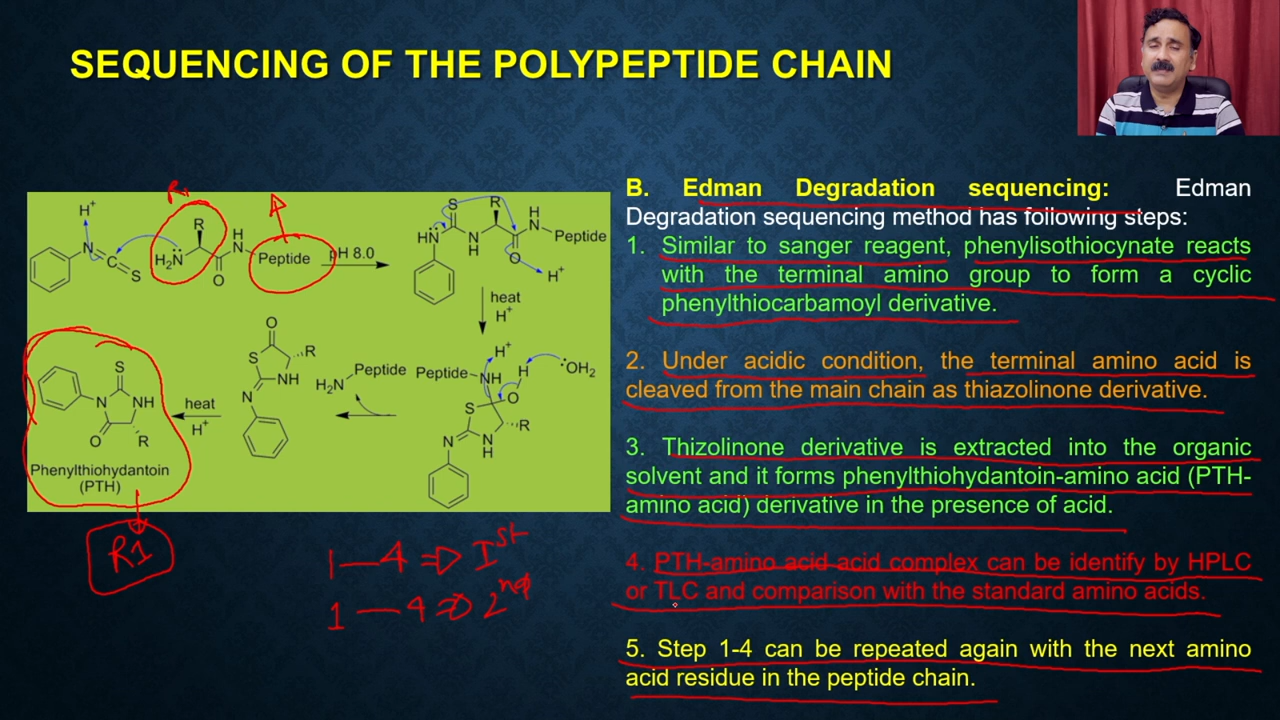 SEQUENCING OF THE POLYPEPTIDE CHAIN
B. Edman Degradation sequencing: Edman
Degradation sequencing method has following steps:
1. Similar to sanger reagent, phenylisothiocynate reacts
with the terminal amino group to form a cyclic
phenylthiocarbamoyl derivative.
2. Under acidic condition, the terminal amino acid is
cleaved from the main chain as thiazolinone derivative.
3. Thizolinone derivative is extracted into the organic
solvent and it forms phenylthiohydantoin-amino acid (PTH-
amino acid) derivative in the presence of acid.
4. PTH-amino acid acid complex can be identify by HPLC
or TLC and comparison with the standard amino acids.
5. Step 1-4 can be repeated again with the next amino
acid residue in the peptide chain.
R1
H+
N
C
S
H2N
R
O
H
N
Peptide
pH 8.0
HN
S
N
H
R
O
H
N
Peptide
H+
heat
H+
H+
Peptide
NH
H
O
:OH2
S
R
N
N
H
H2N
Peptide
O
S
R
NH
N
heat
H+
S
N
NH
O
R
Phenylthiohydantoin
(PTH)
R1
1—4 ⇒ Ist
1—4 ⇒ 2nd